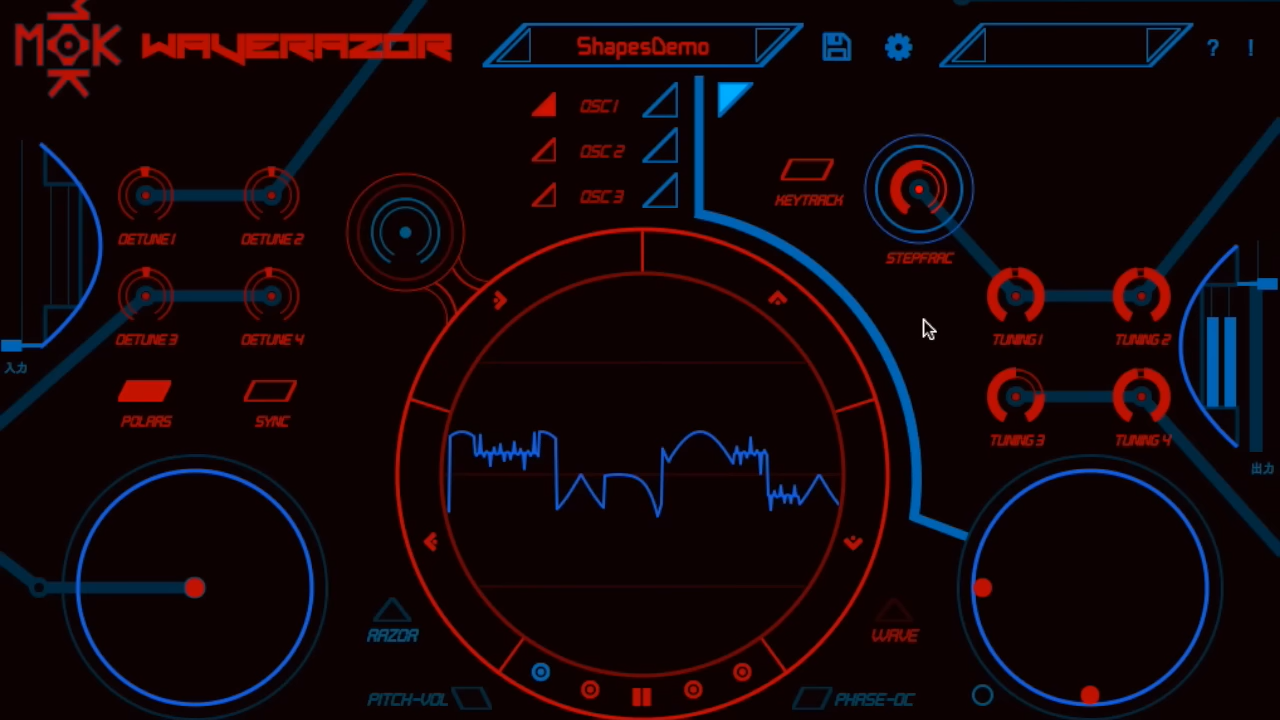 MOK WAVERAZOR
ShapesDemo
? !
OSC 1
OSC 2
OSC 3
KEYTRACK
STEPFRAC
DETUNE 1
DETUNE 2
DETUNE 3
DETUNE 4
TUNING 1
TUNING 2
TUNING 3
TUNING 4
入力
出力
POLARS
SYNC
RAZOR
WAVE
PITCH-VOL
PHASE-DC